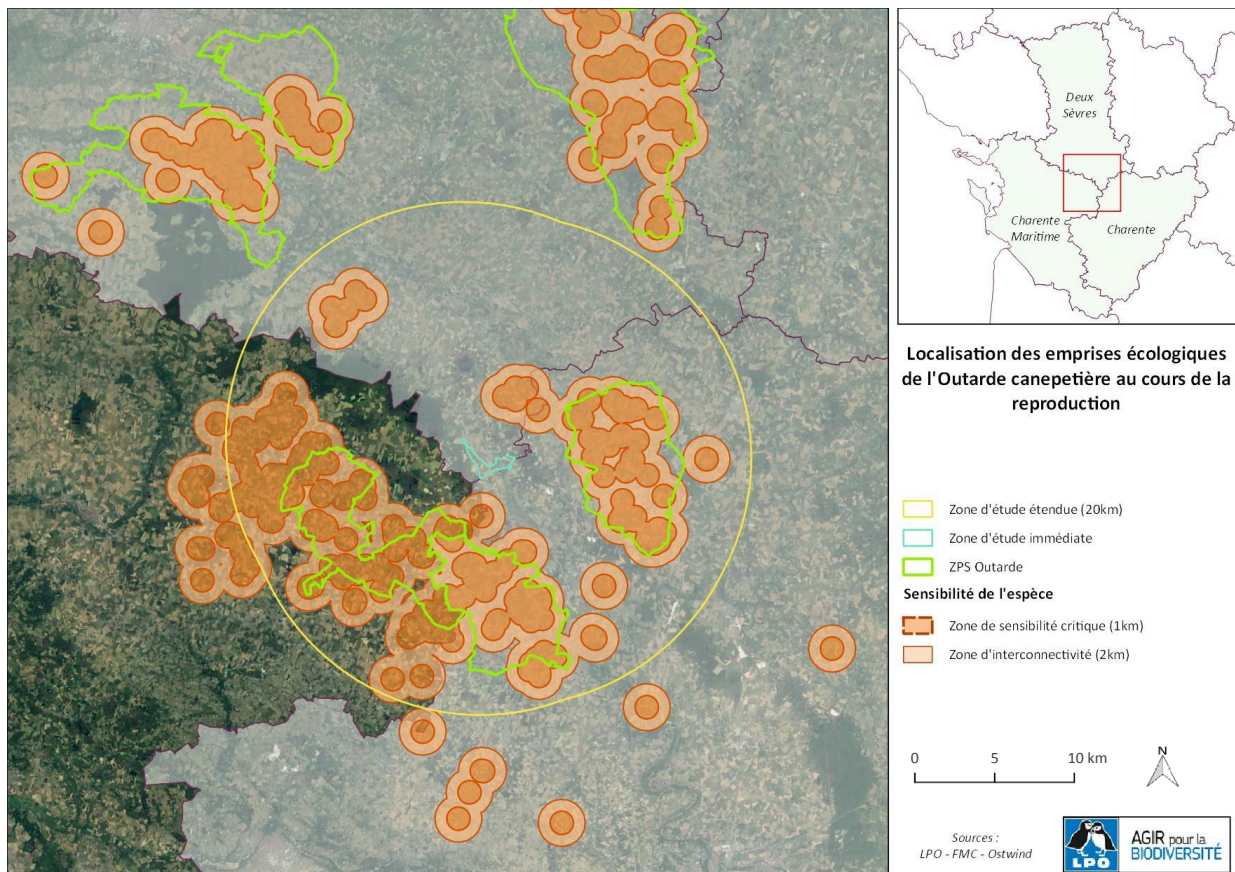 Deux
Sèvres
Charente
Maritime
Charente
Localisation des emprises écologiques
de l'Outarde canepetière au cours de la
reproduction
Zone d'étude étendue (20km)
Zone d'étude immédiate
ZPS Outarde
Sensibilité de l'espèce
Zone de sensibilité critique (1km)
Zone d'interconnectivité (2km)
0 5 10 km
N
Sources :
LPO - FMC - Ostwind
LPO
AGIR pour la
BIODIVERSITÉ